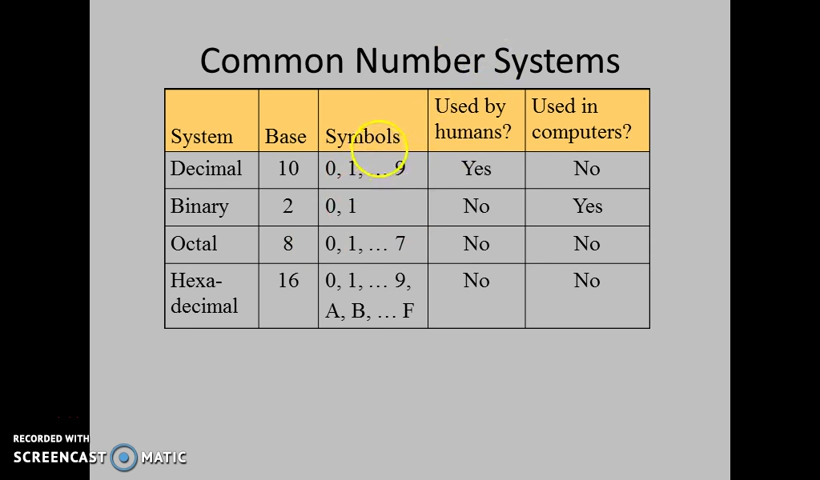 Common Number Systems
System Base Symbols Used by humans? Used in computers?
Decimal 10 0, 1, ... 9 Yes No
Binary 2 0, 1 No Yes
Octal 8 0, 1, ... 7 No No
Hexa-decimal 16 0, 1, ... 9, A, B, ... F No No
RECORDED WITH
SCREENCAST MATIC